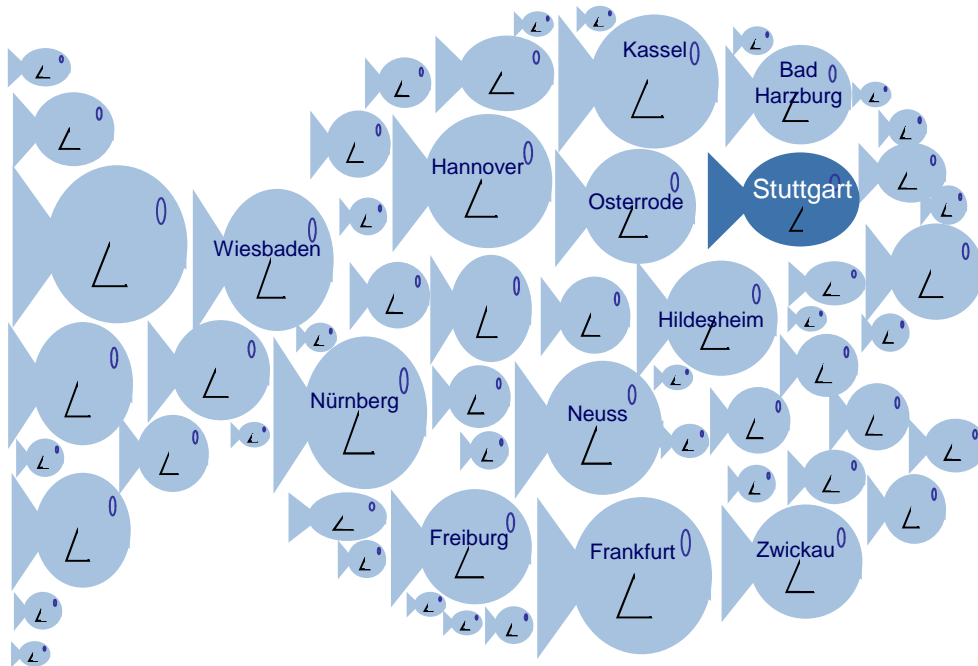 Kassel
Bad
Harzburg
Hannover
Osterrode
Stuttgart
Wiesbaden
Hildesheim
Nürnberg
Neuss
Freiburg
Frankfurt
Zwickau